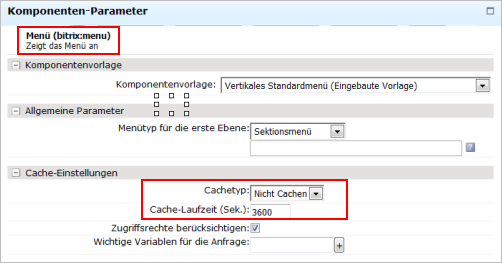 Komponenten-Parameter
Menü (bitrix:menu)
Zeigt das Menü an
Komponentenvorlage
Komponentenvorlage: Vertikales Standardmenü (Eingebaute Vorlage)
Allgemeine Parameter
Menütyp für die erste Ebene: Sektionsmenü
?
Cache-Einstellungen
Cachetyp: Nicht Cachen
Cache-Laufzeit (Sek.): 3600
Zugriffsrechte berücksichtigen:
Wichtige Variablen für die Anfrage: +